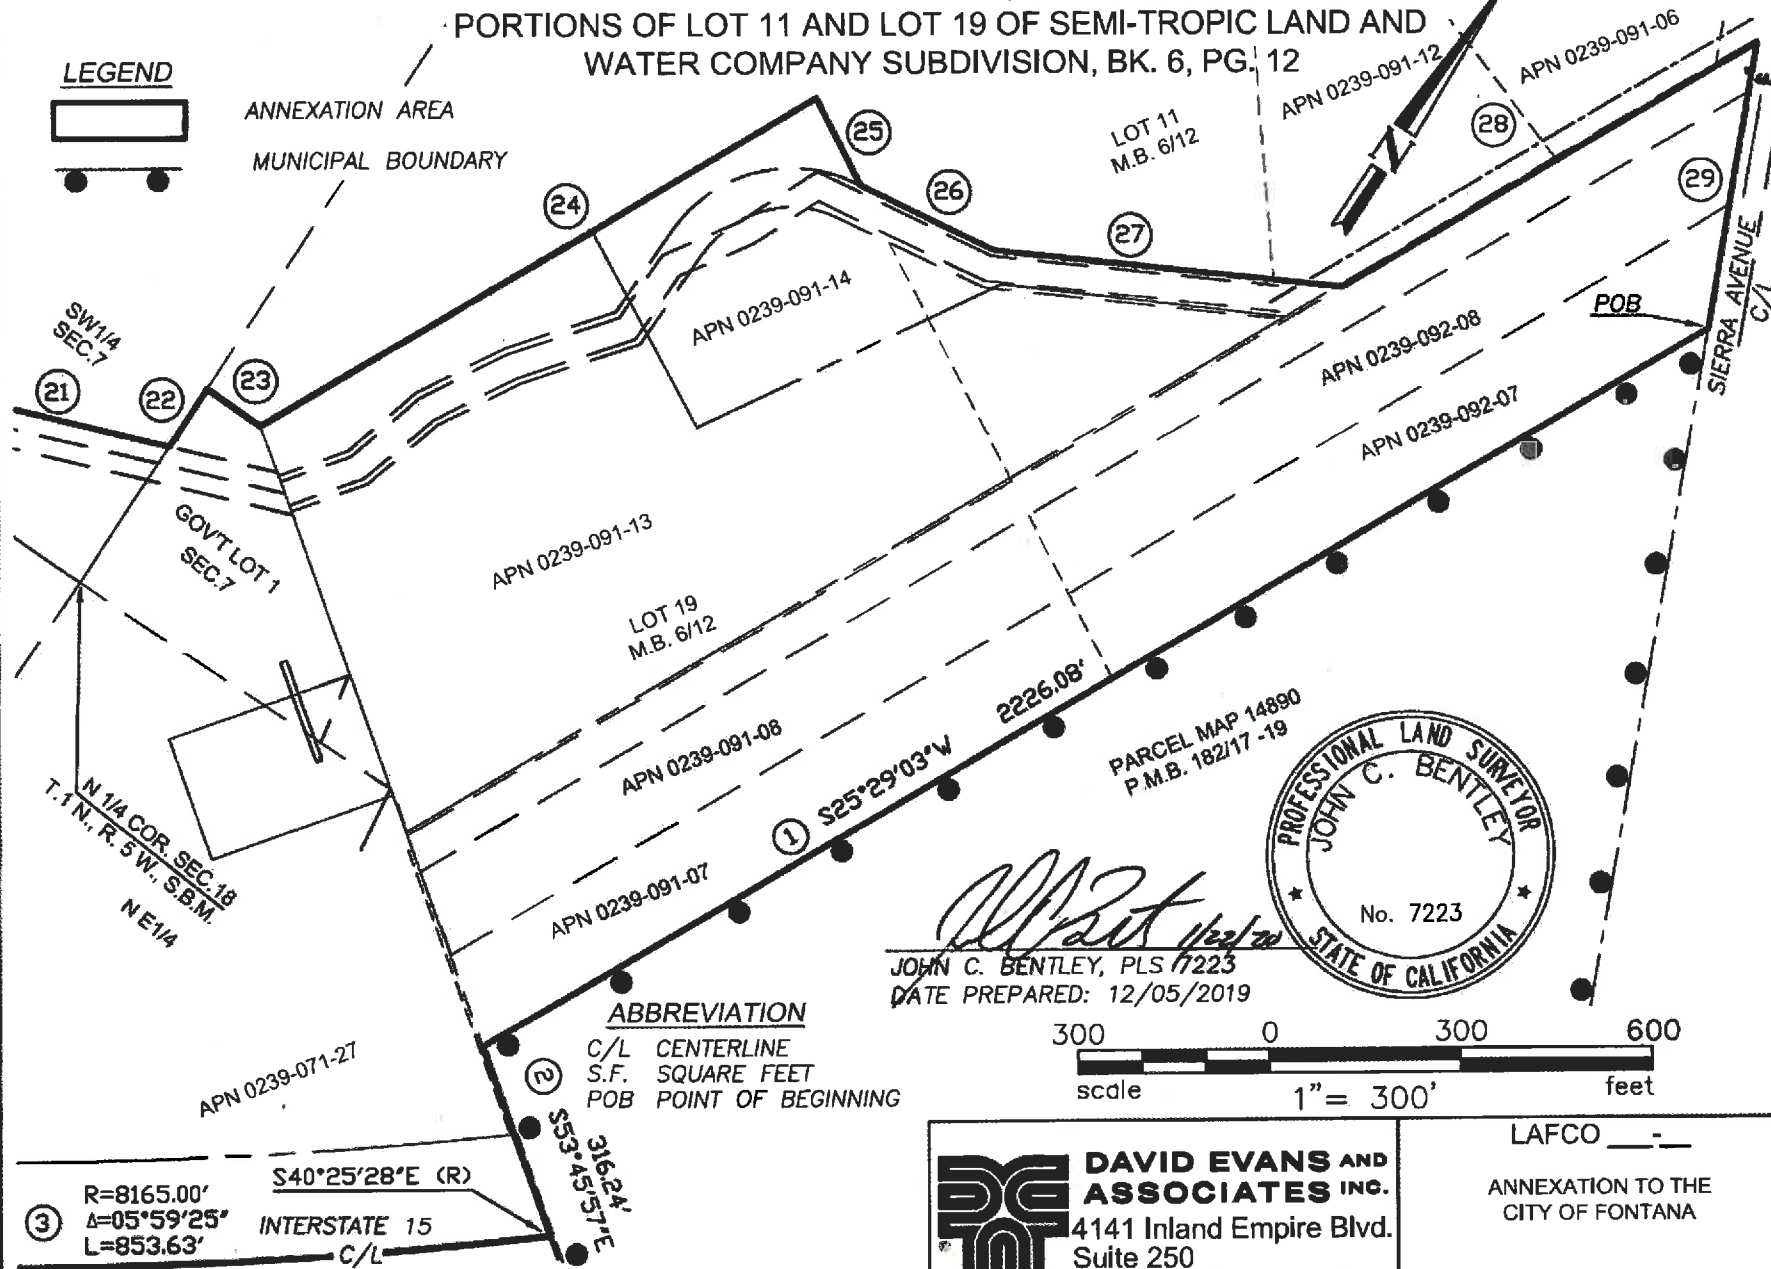 PORTIONS OF LOT 11 AND LOT 19 OF SEMI-TROPIC LAND AND
WATER COMPANY SUBDIVISION, BK. 6, PG. 12
LEGEND
ANNEXATION AREA
MUNICIPAL BOUNDARY
APN 0239-091-12
APN 0239-091-06
LOT 11
M.B. 6/12
N
25
24
26
27
28
29
APN 0239-091-14
SW1/4
SEC.7
21
22
23
POB
SIERRA AVENUE
C/L
APN 0239-092-08
APN 0239-092-07
GOV'T LOT 1
SEC.7
APN 0239-091-13
LOT 19
M.B. 6/12
2226.08'
1 S25°29'03"W
PARCEL MAP 14890
P.M.B. 182/17 -19
APN 0239-091-08
APN 0239-091-07
N 1/4 COR. SEC.18
T. 1 N., R. 5 W., S.B.M.
N E1/4
PROFESSIONAL LAND SURVEYOR
JOHN C. BENTLEY
No. 7223
STATE OF CALIFORNIA
1/22/20
JOHN C. BENTLEY, PLS 7223
DATE PREPARED: 12/05/2019
ABBREVIATION
C/L CENTERLINE
S.F. SQUARE FEET
POB POINT OF BEGINNING
300 0 300 600
scale 1"= 300' feet
APN 0239-071-27
2
316.24'
S53°45'57"E
S40°25'28"E (R)
3
R=8165.00'
Δ=05°59'25"
L=853.63'
INTERSTATE 15
C/L
DAVID EVANS AND
ASSOCIATES INC.
4141 Inland Empire Blvd.
Suite 250
LAFCO ___-__
ANNEXATION TO THE
CITY OF FONTANA